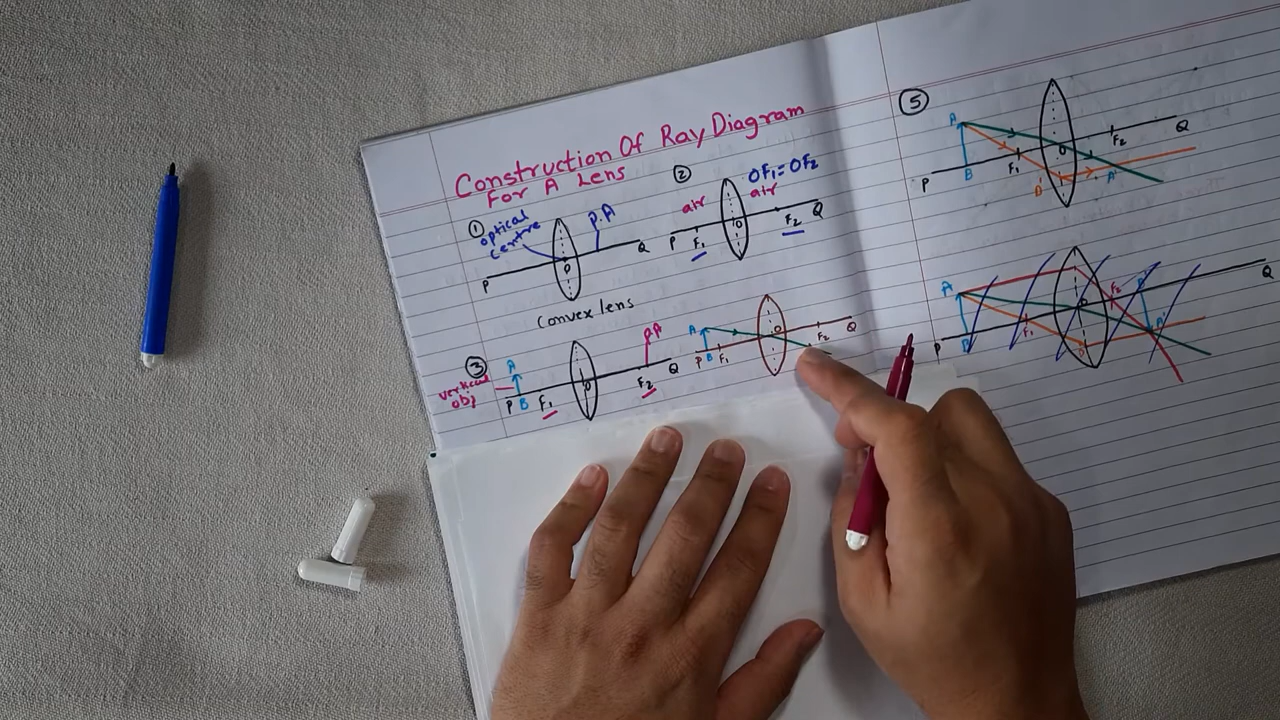 Construction Of Ray Diagram
For A Lens
① optical
centre
P.A
P O Q
Convex lens
② OF₁ = OF₂
air air
P F₁ O F₂ Q
③ A
vertical
obj
P B F₁ O F₂ Q
P.A
A
P B F₁ O F₂ Q
⑤
A
P B F₁ O F₂ Q
D' A'
A
P B F₁ O F₂ Q
D' A'